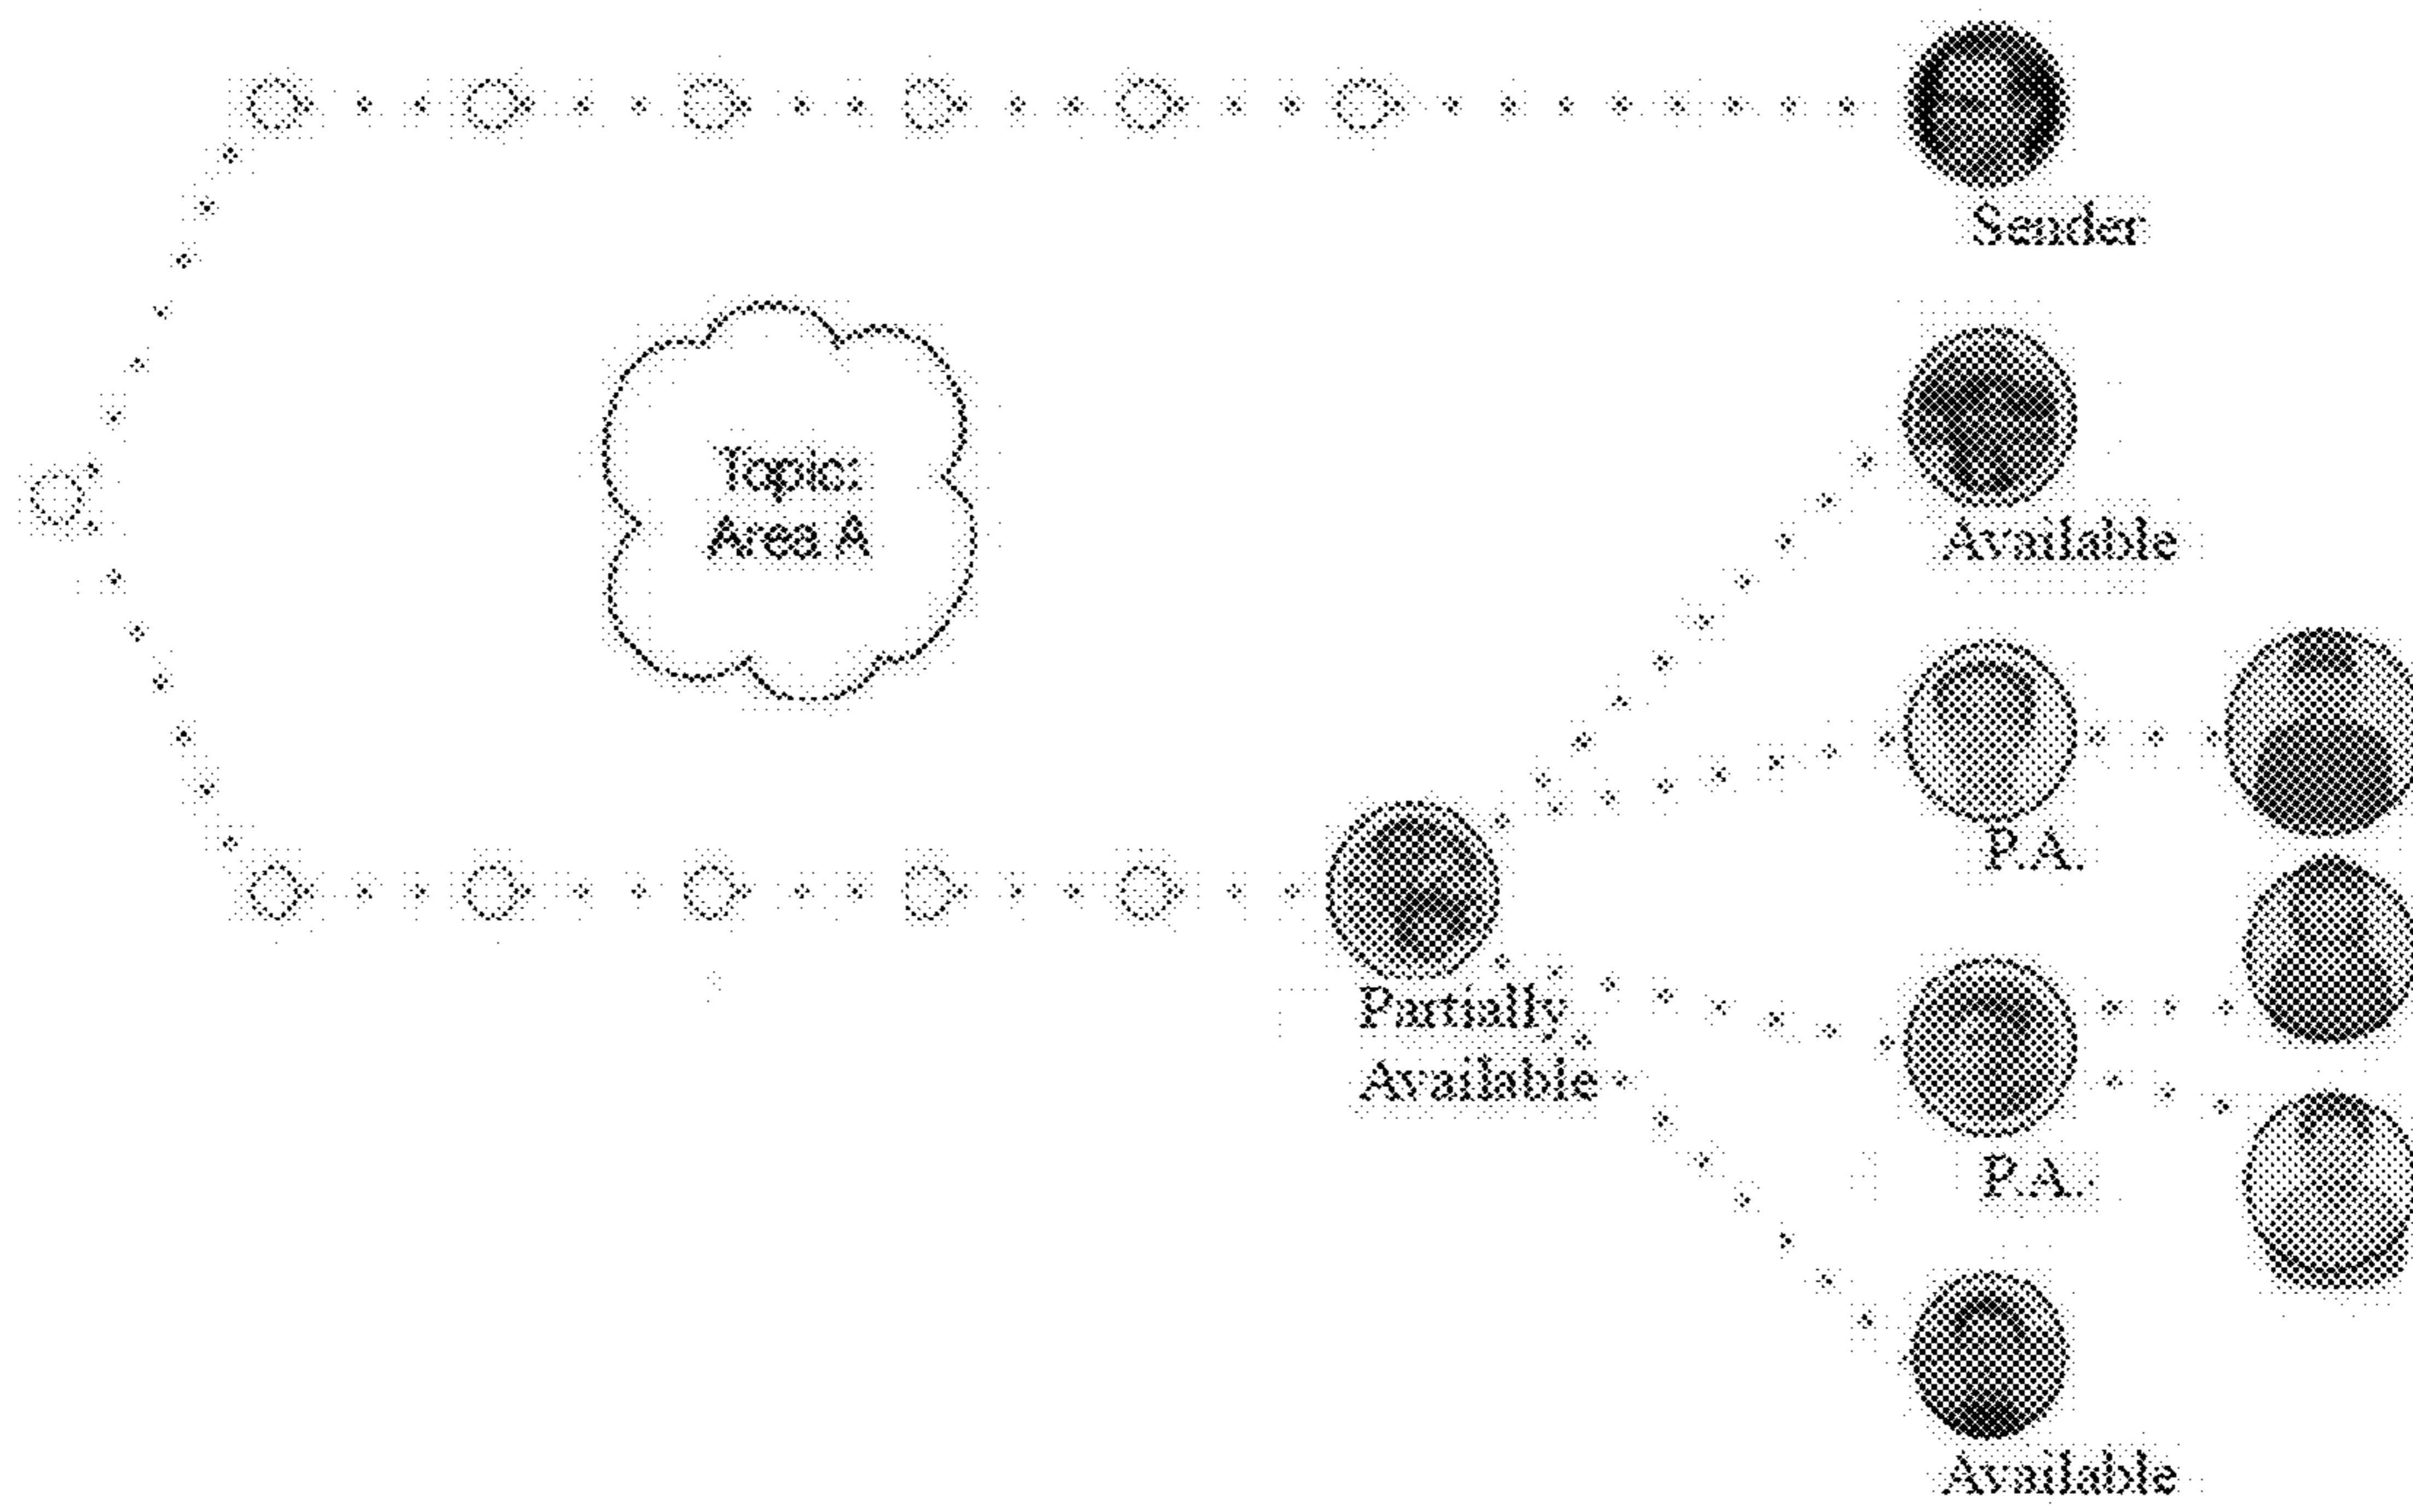 Sender
Topic:
Area A
Available
P.A.
Partially
Available
P.A.
Available